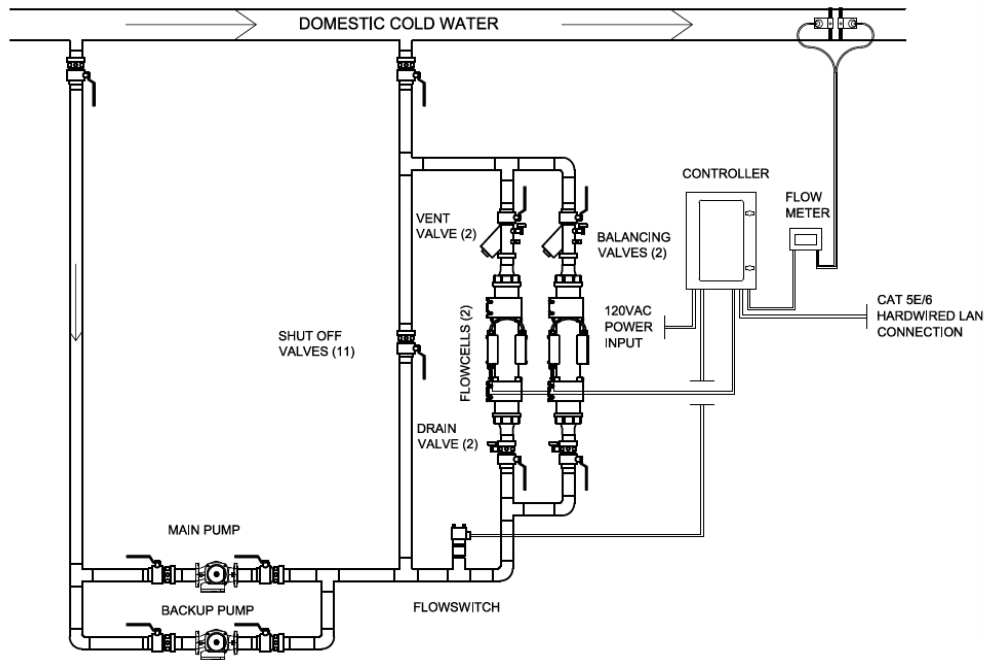 DOMESTIC COLD WATER
CONTROLLER
FLOW
METER
VENT
VALVE (2)
BALANCING
VALVES (2)
120VAC
POWER
INPUT
CAT 5E/6
HARDWIRED LAN
CONNECTION
SHUT OFF
VALVES (11)
FLOWCELLS (2)
DRAIN
VALVE (2)
MAIN PUMP
BACKUP PUMP
FLOWSWITCH